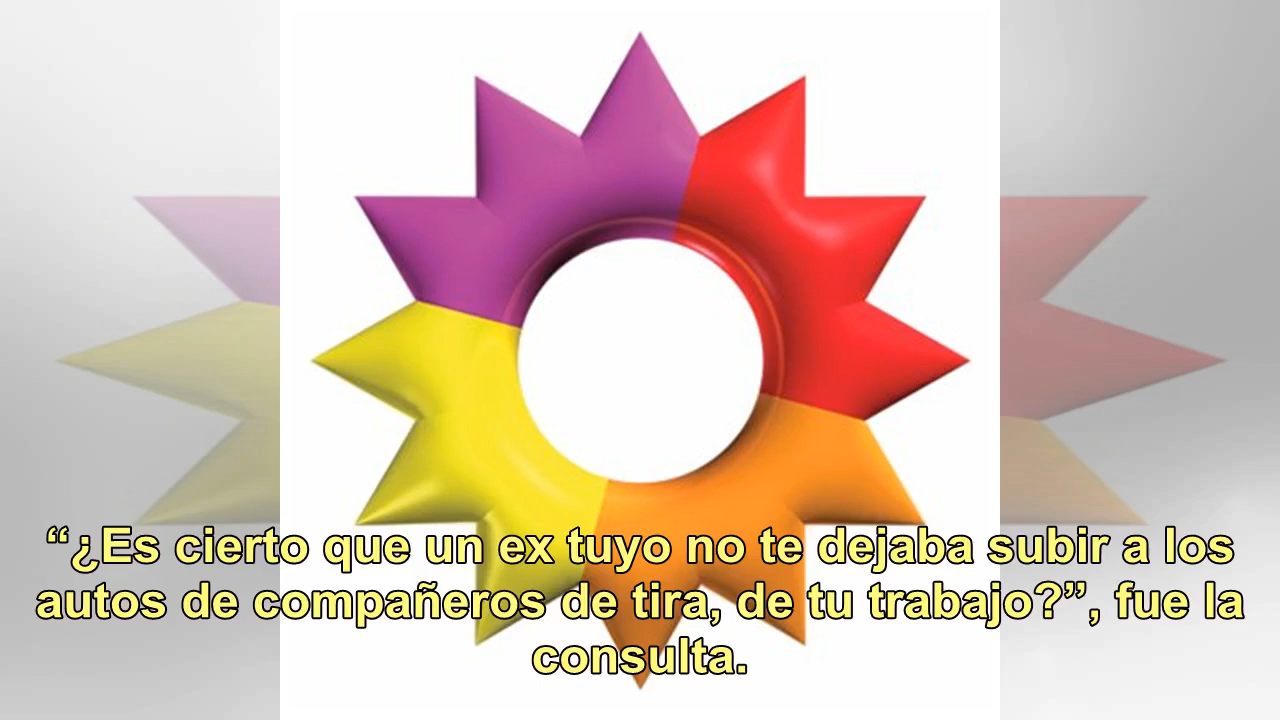 “¿Es cierto que un ex tuyo no te dejaba subir a los
autos de compañeros de tira, de tu trabajo?”, fue la
consulta.